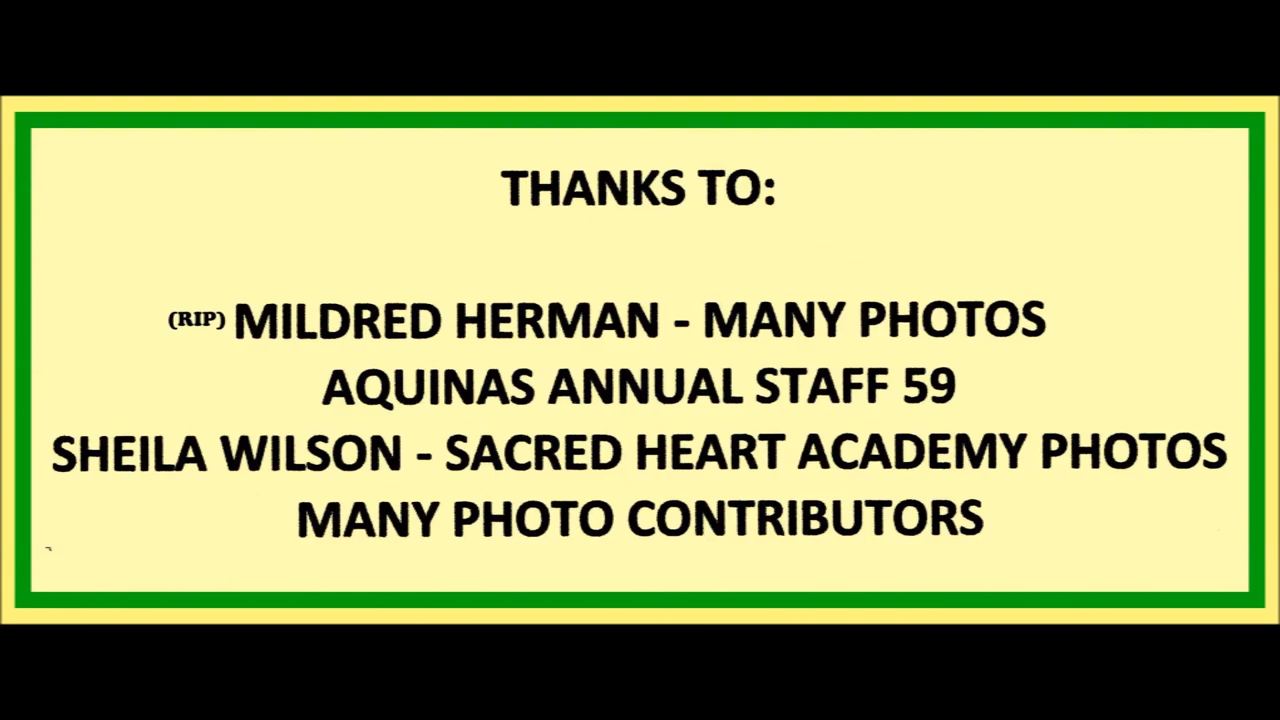 THANKS TO:
(RIP) MILDRED HERMAN - MANY PHOTOS
AQUINAS ANNUAL STAFF 59
SHEILA WILSON - SACRED HEART ACADEMY PHOTOS
MANY PHOTO CONTRIBUTORS